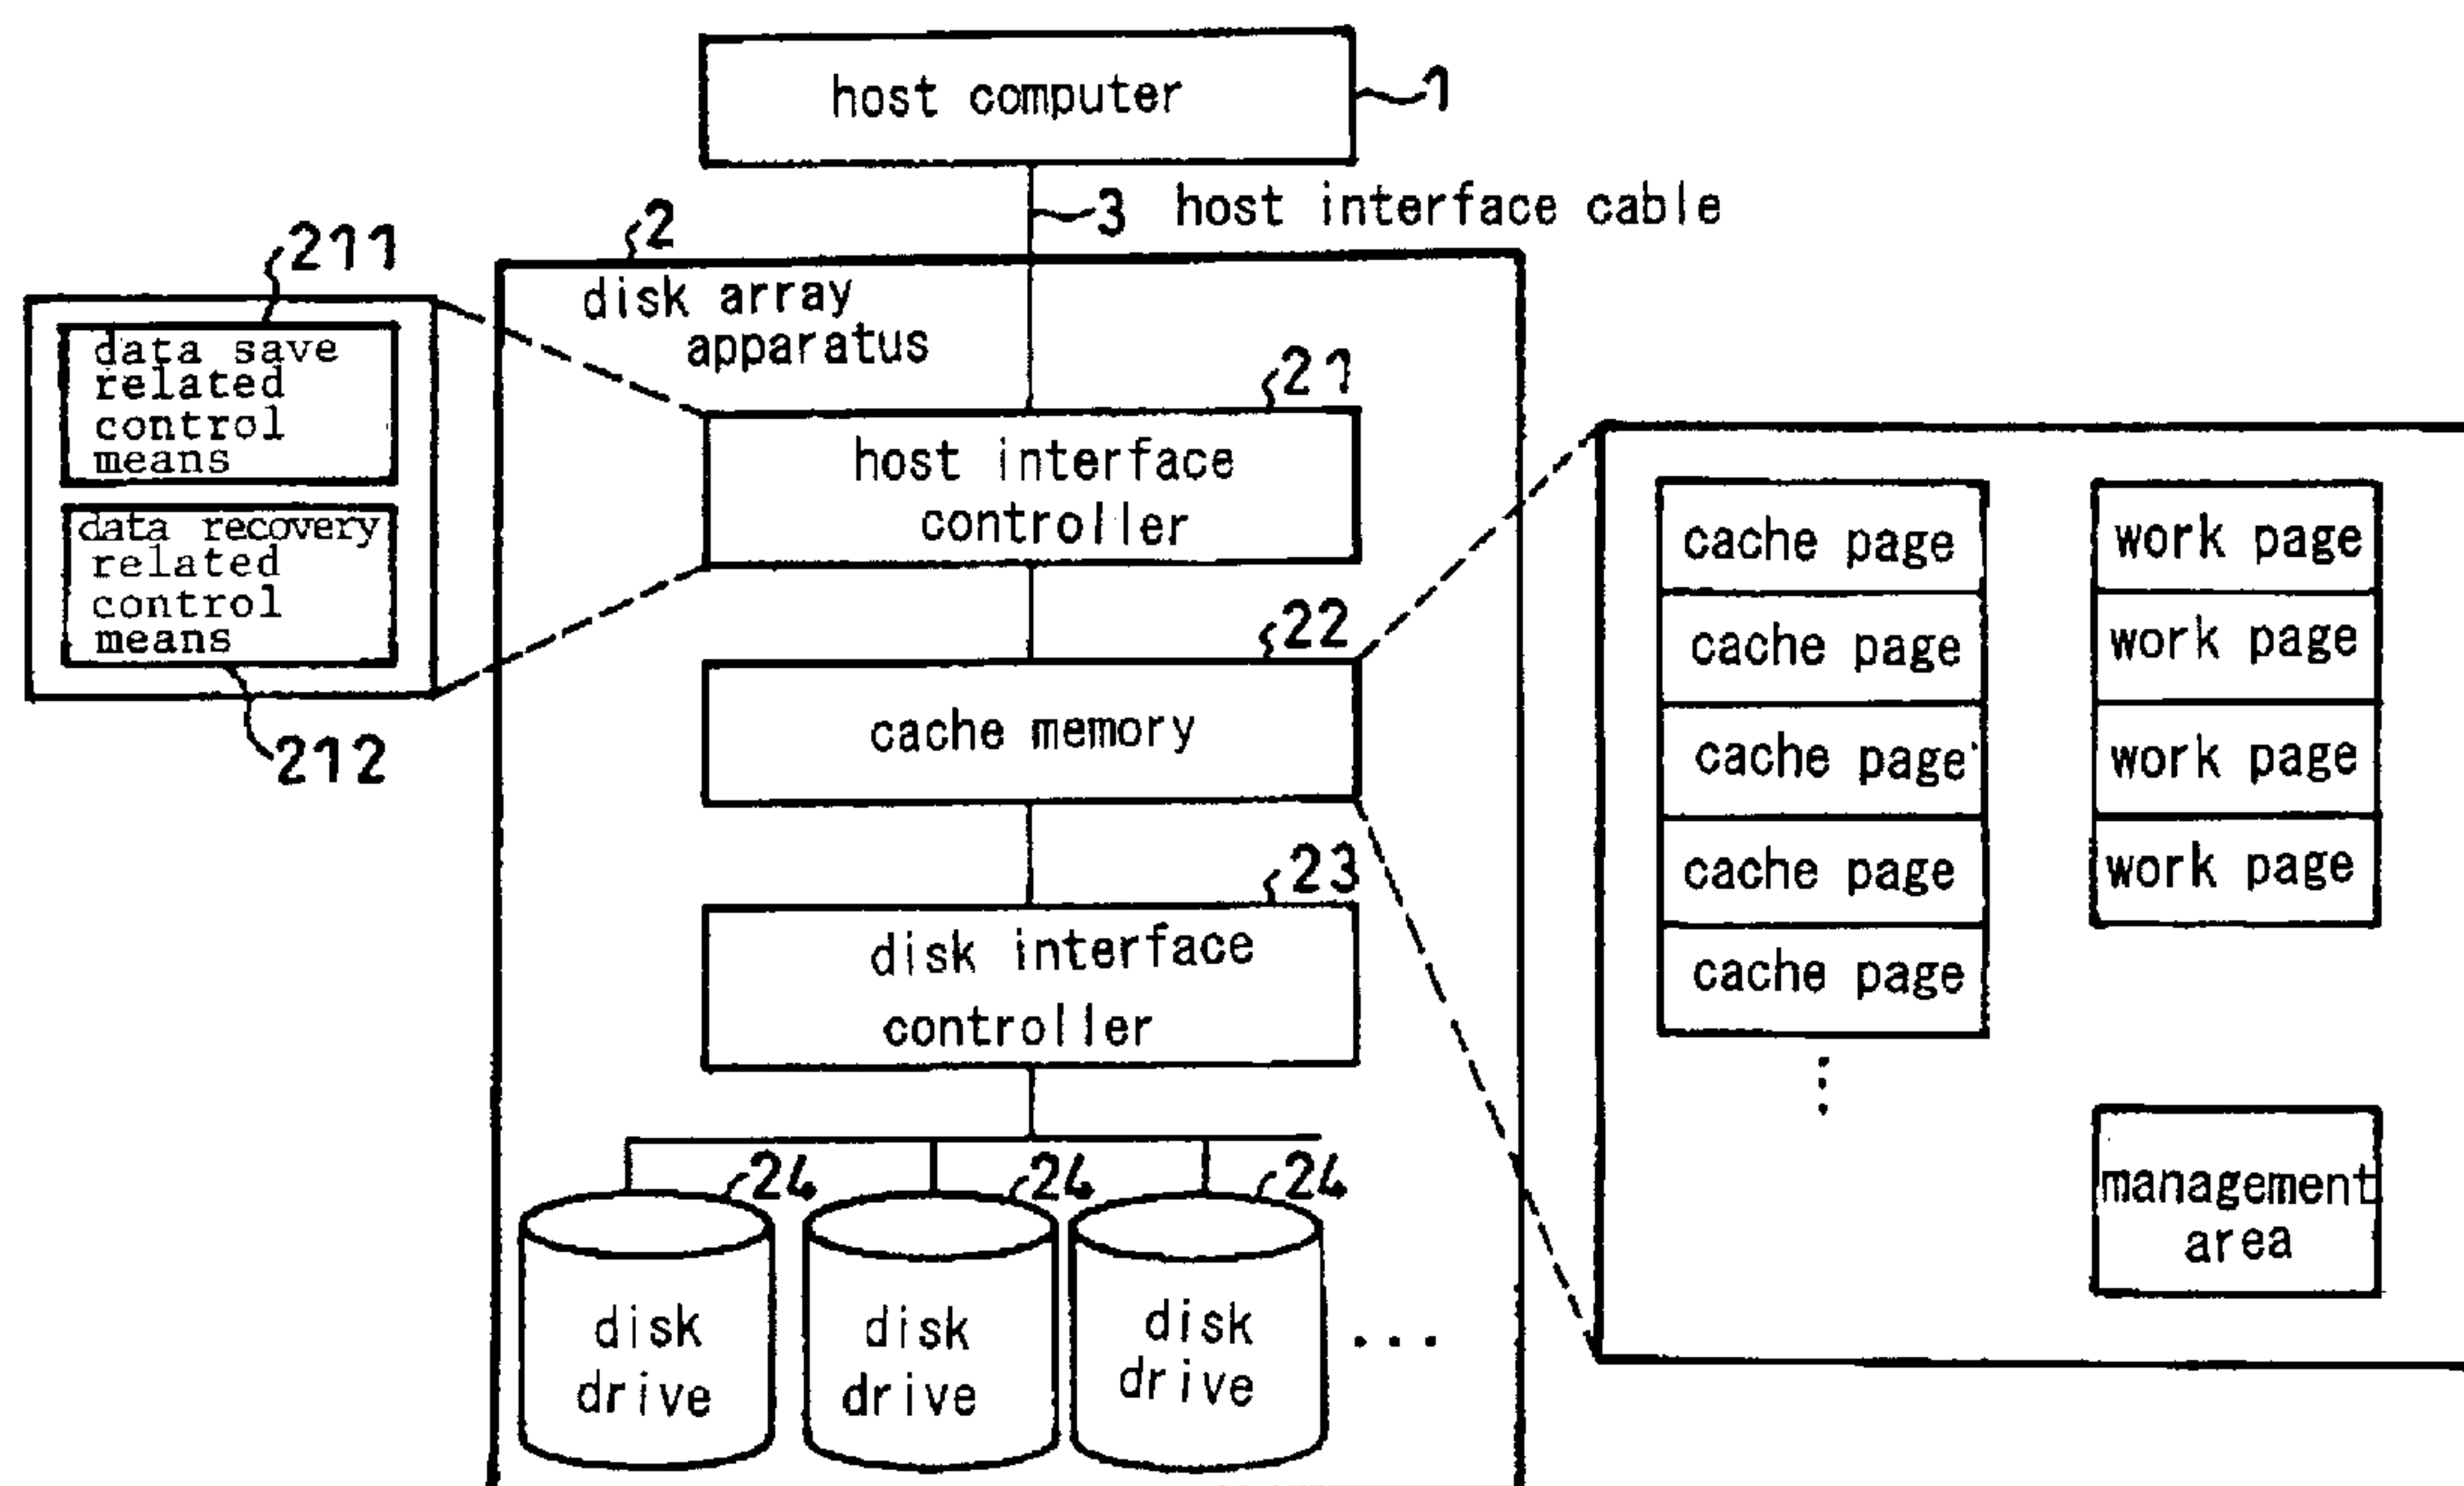 host computer
1
3 host interface cable
2
disk array
apparatus
211
data save
related
control
means
data recovery
related
control
means
212
21
host interface
controller
22
cache memory
23
disk interface
controller
24
24
24
disk
drive
disk
drive
disk
drive
...
cache page
cache page
cache page
cache page
cache page
work page
work page
work page
work page
management
area